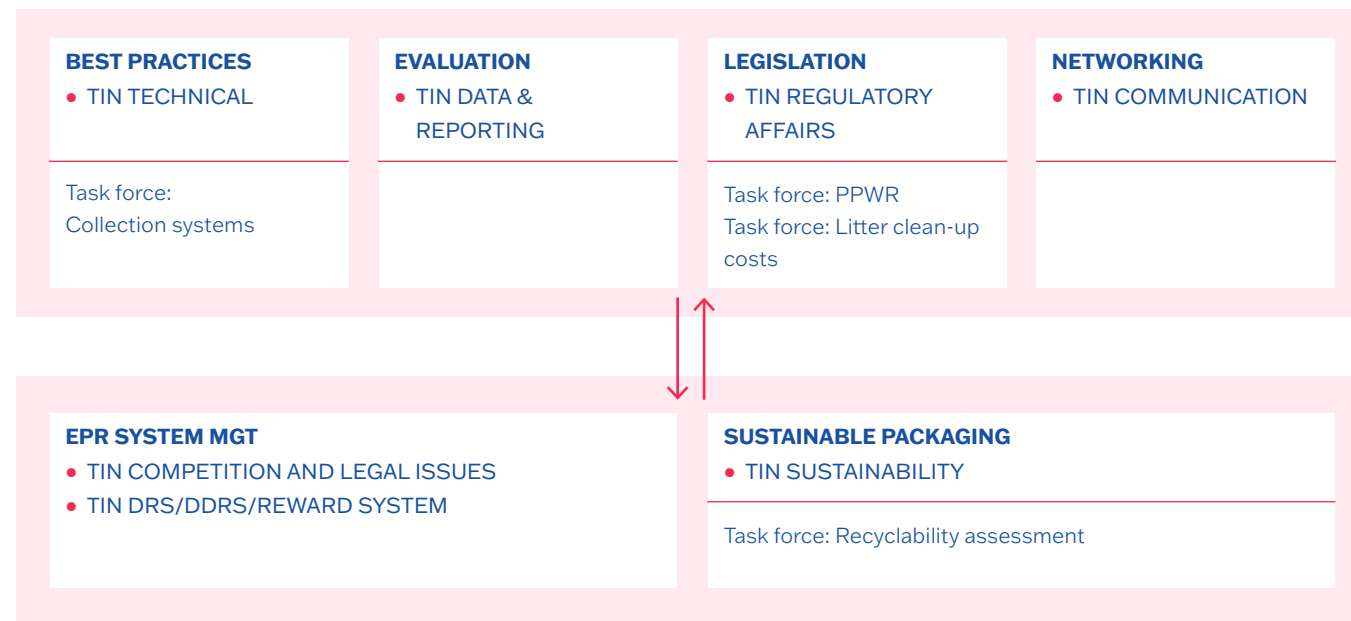 BEST PRACTICES
• TIN TECHNICAL
Task force:
Collection systems
EVALUATION
• TIN DATA &
REPORTING
LEGISLATION
• TIN REGULATORY
AFFAIRS
Task force: PPWR
Task force: Litter clean-up
costs
NETWORKING
• TIN COMMUNICATION
EPR SYSTEM MGT
• TIN COMPETITION AND LEGAL ISSUES
• TIN DRS/DDRS/REWARD SYSTEM
SUSTAINABLE PACKAGING
• TIN SUSTAINABILITY
Task force: Recyclability assessment